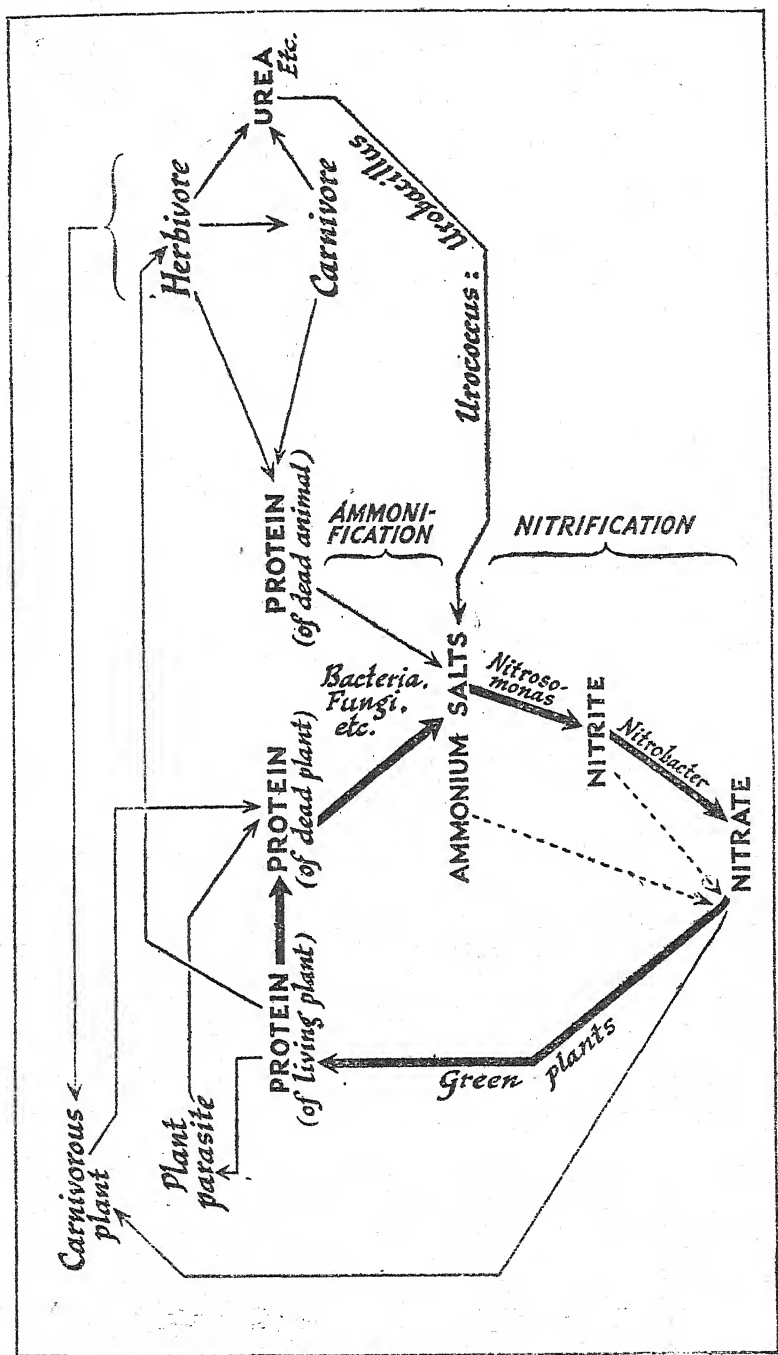 Carnivorous
plant
Plant
parasite
Herbivore
Carnivore
UREA
Etc.
PROTEIN
(of living plant)
PROTEIN
(of dead plant)
PROTEIN
(of dead animal)
AMMONI-
FICATION
Urobacillus
Urococcus:
Bacteria.
Fungi.
etc.
AMMONIUM SALTS
NITRIFICATION
Nitroso-
monas
NITRITE
Nitrobacter
NITRATE
Green plants